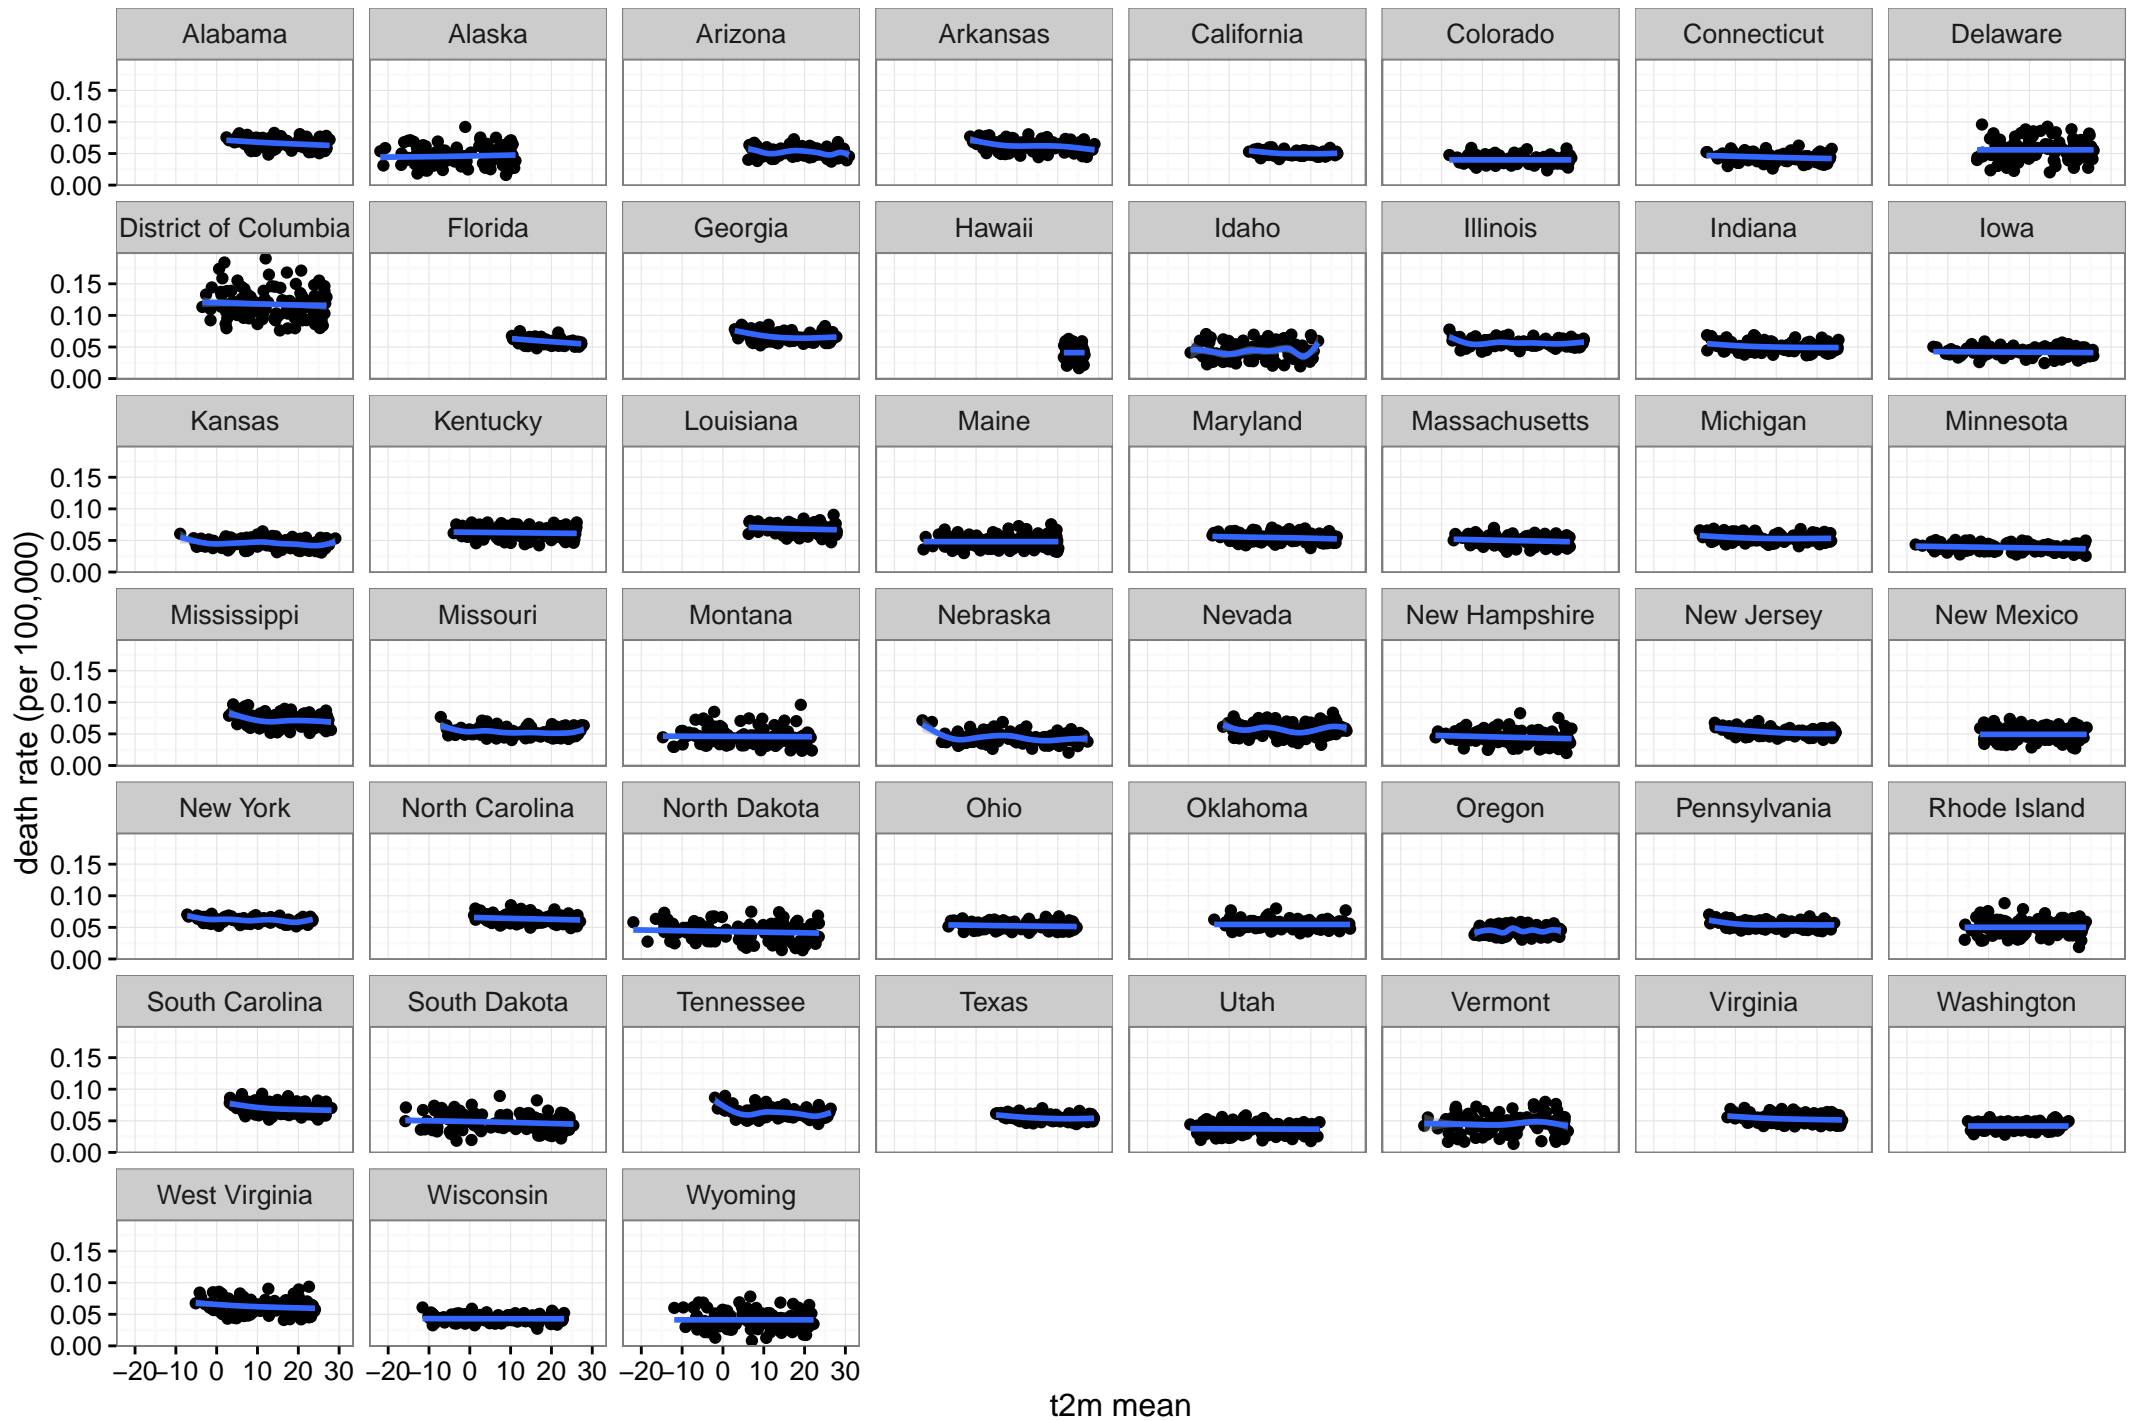 Alabama Alaska Arizona Arkansas California Colorado Connecticut Delaware
0.15
0.10
0.05
0.00
District of Columbia Florida Georgia Hawaii Idaho Illinois Indiana Iowa
0.15
0.10
0.05
0.00
Kansas Kentucky Louisiana Maine Maryland Massachusetts Michigan Minnesota
0.15
0.10
0.05
0.00
death rate (per 100,000)
Mississippi Missouri Montana Nebraska Nevada New Hampshire New Jersey New Mexico
0.15
0.10
0.05
0.00
New York North Carolina North Dakota Ohio Oklahoma Oregon Pennsylvania Rhode Island
0.15
0.10
0.05
0.00
South Carolina South Dakota Tennessee Texas Utah Vermont Virginia Washington
0.15
0.10
0.05
0.00
West Virginia Wisconsin Wyoming
0.15
0.10
0.05
0.00
−20 −10 0 10 20 30 −20 −10 0 10 20 30 −20 −10 0 10 20 30
t2m mean